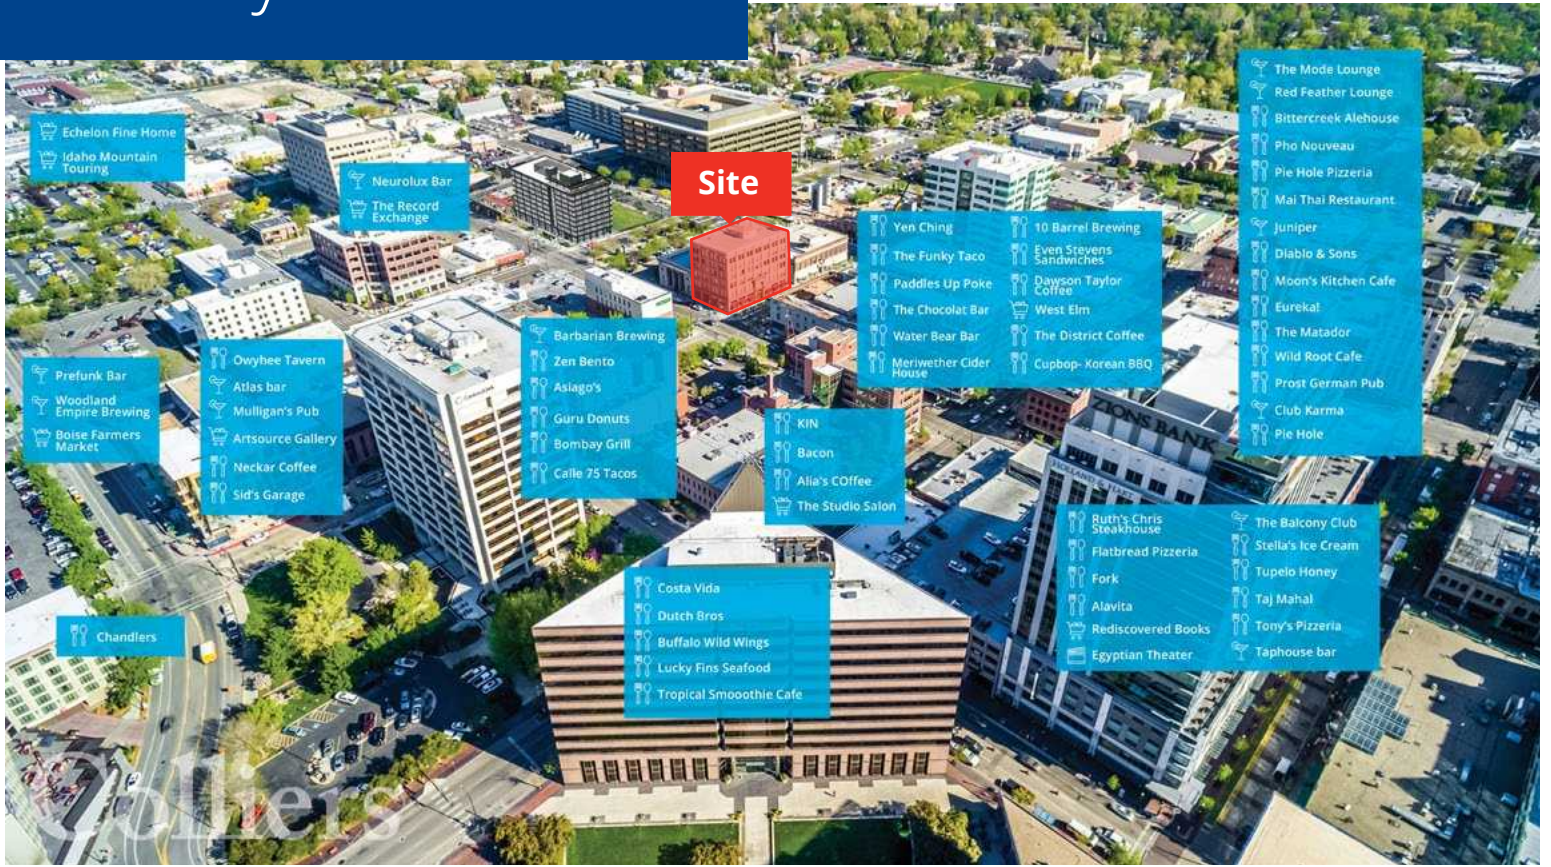 Site
Echelon Fine Home
Idaho Mountain
Touring
Neurolux Bar
The Record
Exchange
The Mode Lounge
Red Feather Lounge
Bittercreek Alehouse
Pho Nouveau
Pie Hole Pizzeria
Mai Thai Restaurant
Juniper
Diablo & Sons
Moon's Kitchen Cafe
Eureka!
The Matador
Wild Root Cafe
Prost German Pub
Club Karma
Pie Hole
Yen Ching
The Funky Taco
Paddles Up Poke
The Chocolat Bar
Water Bear Bar
Meriwether Cider
House
10 Barrel Brewing
Even Stevens
Sandwiches
Dawson Taylor
Coffee
West Elm
The District Coffee
Cupbop- Korean BBQ
Prefunk Bar
Woodland
Empire Brewing
Boise Farmers
Market
Owyhee Tavern
Atlas bar
Mulligan's Pub
Artsource Gallery
Neckar Coffee
Sid's Garage
Barbarian Brewing
Zen Bento
Asiago's
Guru Donuts
Bombay Grill
Calle 75 Tacos
KIN
Bacon
Alia's COffee
The Studio Salon
ZIONS BANK
HOLLAND & HART
Ruth's Chris
Steakhouse
Flatbread Pizzeria
Fork
Alavita
Rediscovered Books
Egyptian Theater
The Balcony Club
Stella's Ice Cream
Tupelo Honey
Taj Mahal
Tony's Pizzeria
Taphouse bar
Costa Vida
Dutch Bros
Buffalo Wild Wings
Lucky Fins Seafood
Tropical Smooothie Cafe
Chandlers
Colliers